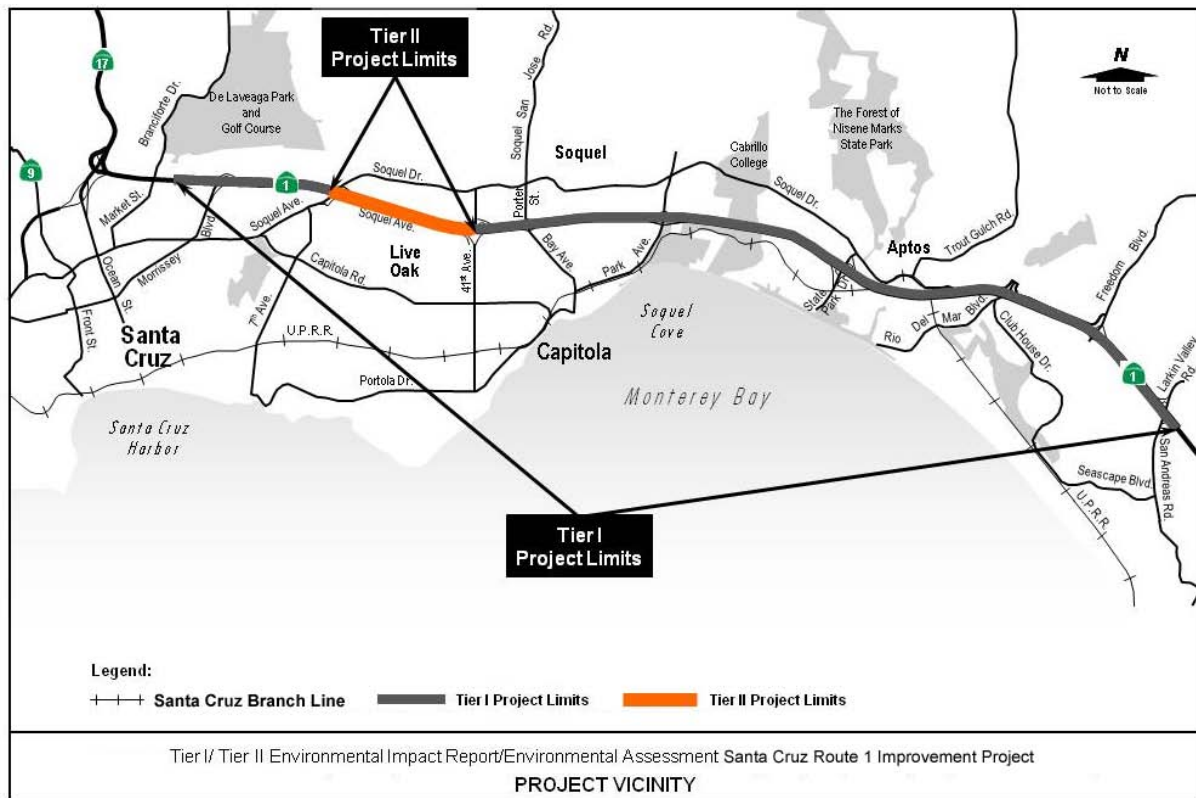 Tier II
Project Limits
17
Branciforte Dr.
De Laveaga Park
and
Golf Course
Soquel San Jose Rd.
N
Not to Scale
The Forest of
Nisene Marks
State Park
Cabrillo
College
Soquel
9
1
Soquel Dr.
Porter
St.
Soquel Dr.
Market St.
Soquel Ave.
Soquel Ave.
Trout Gulch Rd.
Aptos
Freedom Blvd.
Ocean St.
Morrissey Blvd.
Live
Oak
Capitola Rd.
41st Ave.
Bay Ave.
Park Ave.
State
Park Dr.
Rio Del Mar Blvd.
Club House Dr.
Front St.
Santa
Cruz
7th Ave.
U.P.R.R.
Soquel
Cove
Capitola
1
Larkin Valley
Rd.
Portola Dr.
Monterey Bay
Santa Cruz
Harbor
San Andreas Rd.
Seascape Blvd.
U.P.R.R.
Tier I
Project Limits
Legend:
Santa Cruz Branch Line
Tier I Project Limits
Tier II Project Limits
Tier I/ Tier II Environmental Impact Report/Environmental Assessment Santa Cruz Route 1 Improvement Project
PROJECT VICINITY